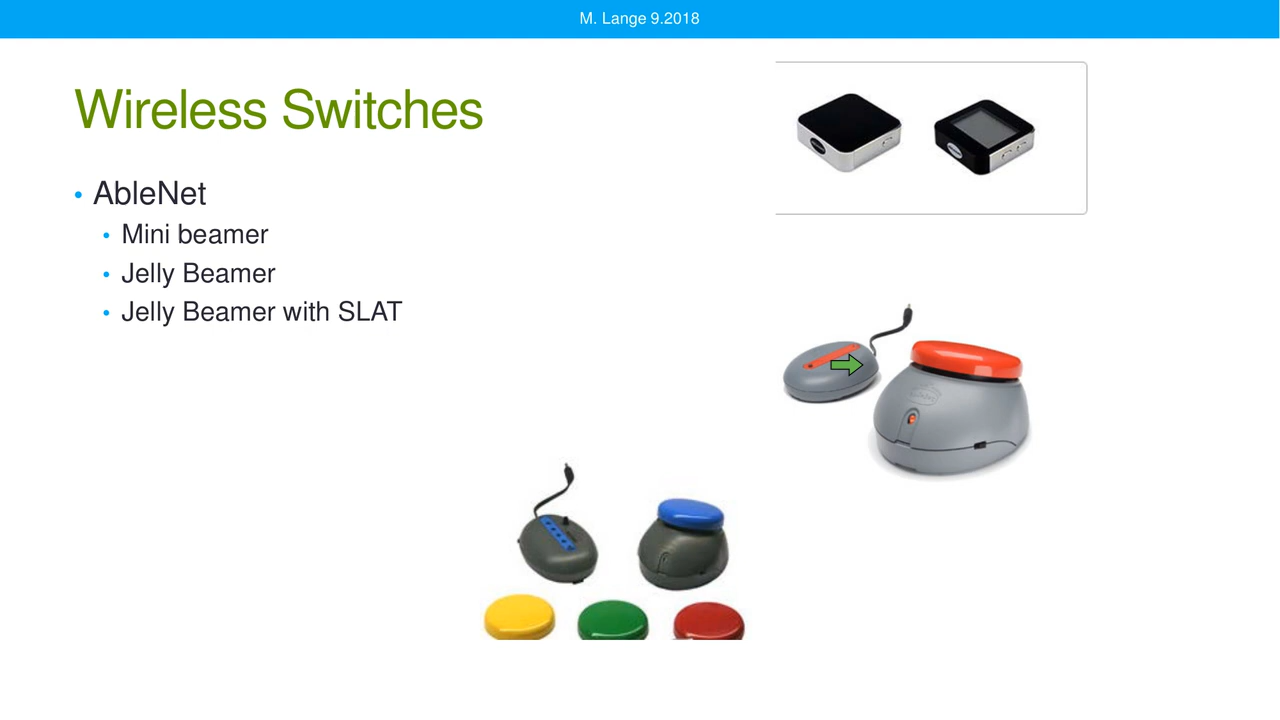 M. Lange 9.2018
Wireless Switches
• AbleNet
• Mini beamer
• Jelly Beamer
• Jelly Beamer with SLAT